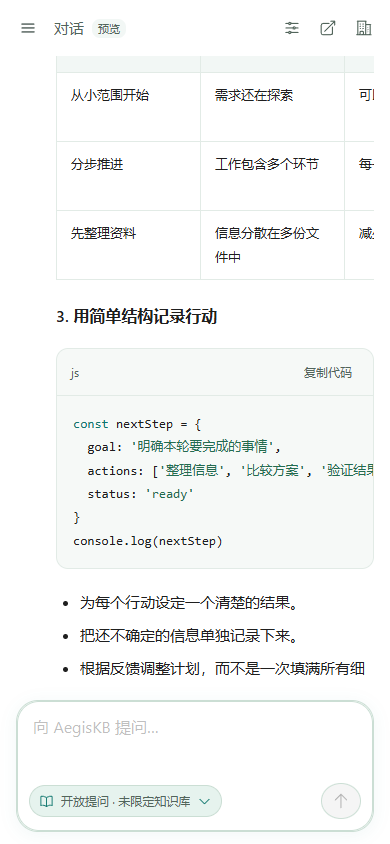 对话 预览
从小范围开始 需求还在探索 可
分步推进 工作包含多个环节 每
先整理资料 信息分散在多份文件中 减
3. 用简单结构记录行动
js 复制代码
const nextStep = {
  goal: '明确本轮要完成的事情',
  actions: ['整理信息', '比较方案', '验证结果
  status: 'ready'
}
console.log(nextStep)
• 为每个行动设定一个清楚的结果。
• 把还不确定的信息单独记录下来。
• 根据反馈调整计划，而不是一次填满所有细
向 AegisKB 提问...
开放提问 · 未限定知识库